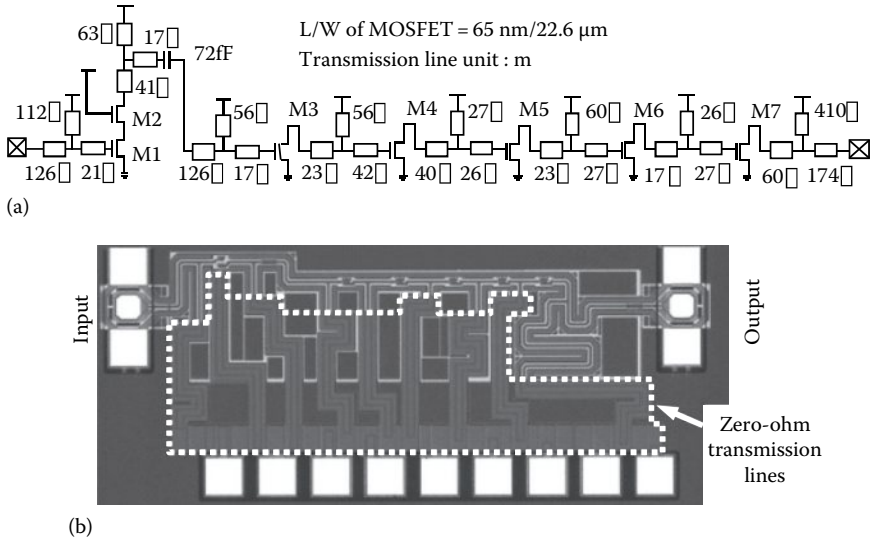 63▯ 17▯ 72fF
L/W of MOSFET = 65 nm/22.6 μm
Transmission line unit : m
41▯
112▯ M2
M1
126▯ 21▯
56▯ M3 56▯ M4 27▯ M5 60▯ M6 26▯ M7 410▯
126▯ 17▯ 23▯ 42▯ 40▯ 26▯ 23▯ 27▯ 17▯ 27▯ 60▯ 174▯
(a)
Input
Output
Zero-ohm
transmission
lines
(b)